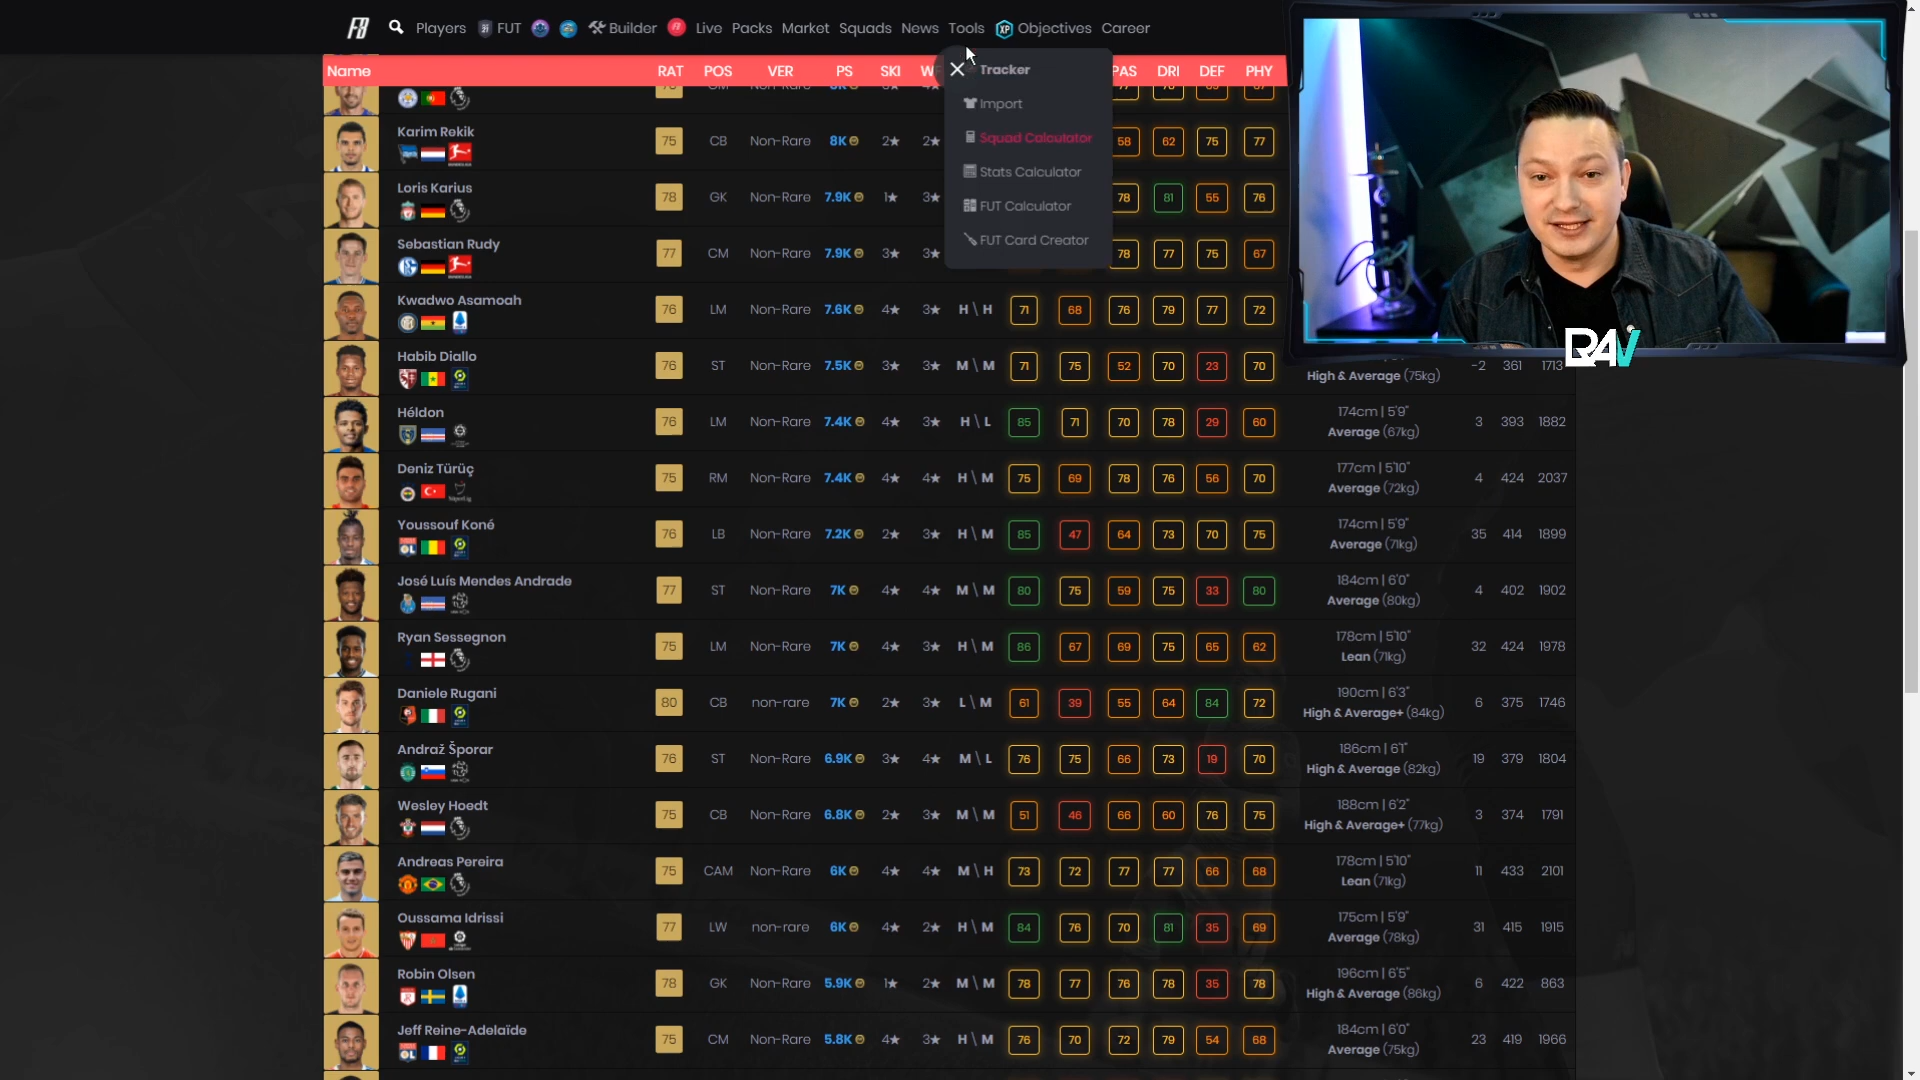 FB Players FUT Builder Live Packs Market Squads News Tools XP Objectives Career
Name RAT POS VER PS SKI W PAS DRI DEF PHY
Tracker
Import
Squad Calculator
Stats Calculator
FUT Calculator
FUT Card Creator
Karim Rekik 75 CB Non-Rare 8K 2★ 2★ 58 62 75 77
Loris Karius 78 GK Non-Rare 7.9K 1★ 3★ 78 81 55 76
Sebastian Rudy 77 CM Non-Rare 7.9K 3★ 3★ 78 77 75 67
Kwadwo Asamoah 76 LM Non-Rare 7.6K 4★ 3★ H \ H 71 68 76 79 77 72
RAV
Habib Diallo 76 ST Non-Rare 7.5K 3★ 3★ M \ M 71 75 52 70 23 70 -2 361 1713
High & Average (75kg)
Héldon 76 LM Non-Rare 7.4K 4★ 3★ H \ L 85 71 70 78 29 60 174cm | 5'9" 3 393 1882
Average (67kg)
Deniz Türüç 75 RM Non-Rare 7.4K 4★ 4★ H \ M 75 69 78 76 56 70 177cm | 5'10" 4 424 2037
Average (72kg)
Youssouf Koné 76 LB Non-Rare 7.2K 2★ 3★ H \ M 85 47 64 73 70 75 174cm | 5'9" 35 414 1899
Average (71kg)
José Luís Mendes Andrade 77 ST Non-Rare 7K 4★ 4★ M \ M 80 75 59 75 33 80 184cm | 6'0" 4 402 1902
Average (80kg)
Ryan Sessegnon 75 LM Non-Rare 7K 4★ 3★ H \ M 86 67 69 75 65 62 178cm | 5'10" 32 424 1978
Lean (71kg)
Daniele Rugani 80 CB non-rare 7K 2★ 3★ L \ M 61 39 55 64 84 72 190cm | 6'3" 6 375 1746
High & Average+ (84kg)
Andraž Šporar 76 ST Non-Rare 6.9K 3★ 4★ M \ L 76 75 66 73 19 70 186cm | 6'1" 19 379 1804
High & Average (82kg)
Wesley Hoedt 75 CB Non-Rare 6.8K 2★ 3★ M \ M 51 46 66 60 76 75 188cm | 6'2" 3 374 1791
High & Average+ (77kg)
Andreas Pereira 75 CAM Non-Rare 6K 4★ 4★ M \ H 73 72 77 77 66 68 178cm | 5'10" 11 433 2101
Lean (71kg)
Oussama Idrissi 77 LW non-rare 6K 4★ 2★ H \ M 84 76 70 81 35 69 175cm | 5'9" 31 415 1915
Average (78kg)
Robin Olsen 78 GK Non-Rare 5.9K 1★ 2★ M \ M 78 77 76 78 35 78 196cm | 6'5" 6 422 863
High & Average (86kg)
Jeff Reine-Adelaïde 75 CM Non-Rare 5.8K 4★ 3★ H \ M 76 70 72 79 54 68 184cm | 6'0" 23 419 1966
Average (75kg)